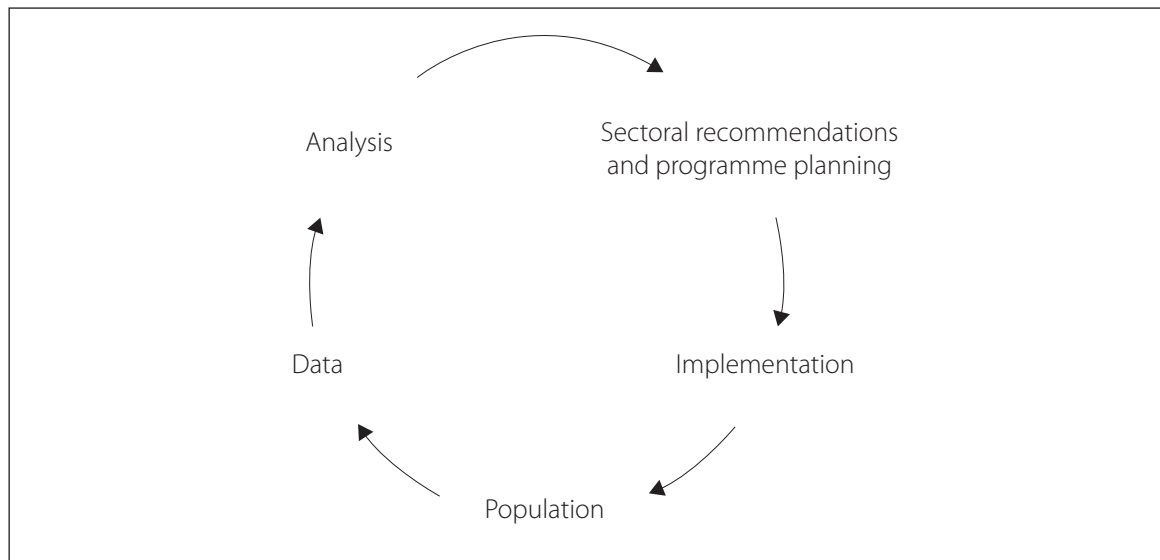 Analysis
Sectoral recommendations
and programme planning
Data
Implementation
Population